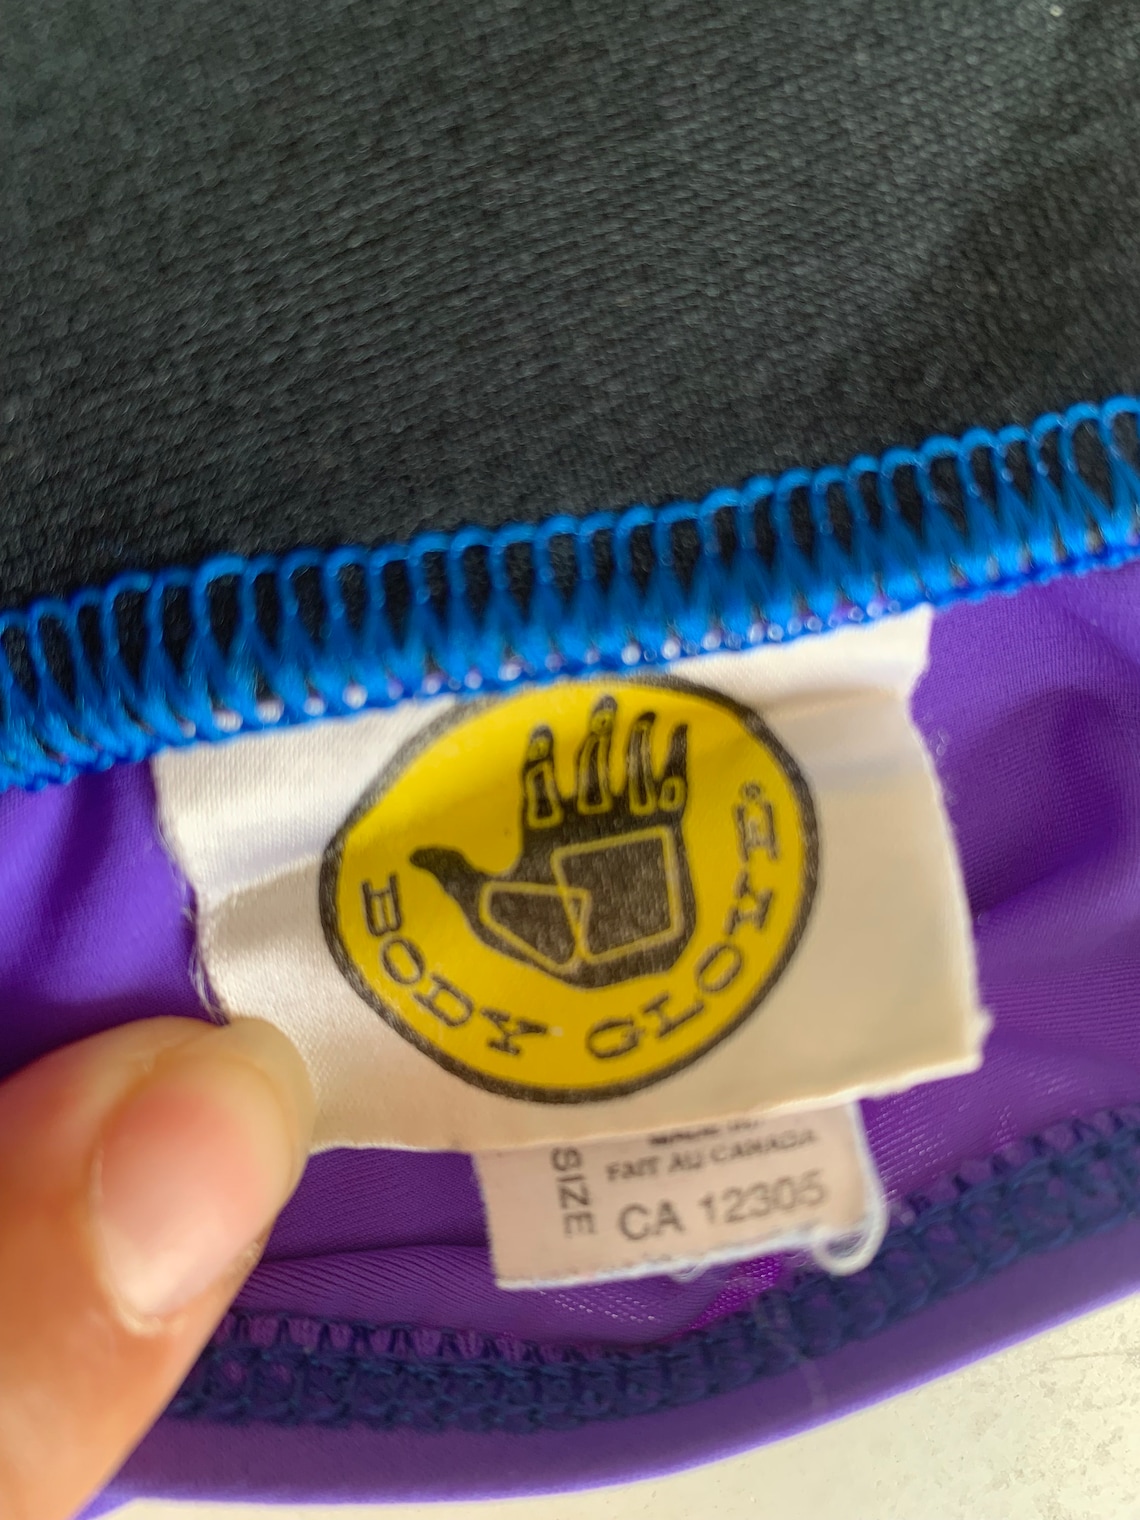 BODY GLOVE
SIZE
FAIT AU CANADA
CA 12305